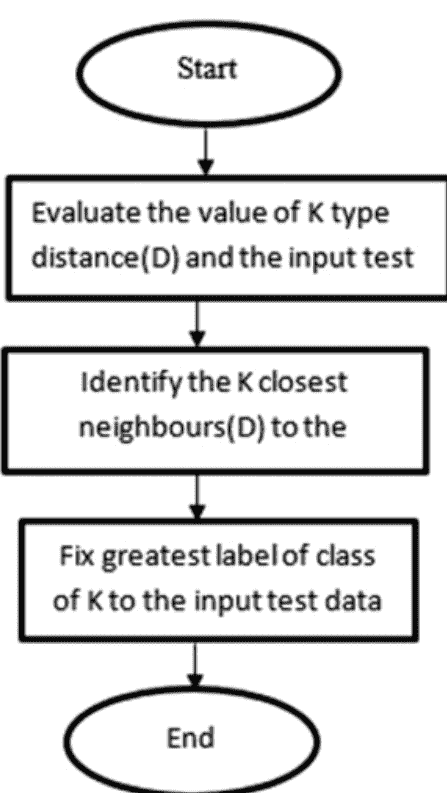 Start
Evaluate the value of K type
distance(D) and the input test
Identify the K closest
neighbours(D) to the
Fix greatest label of class
of K to the input test data
End